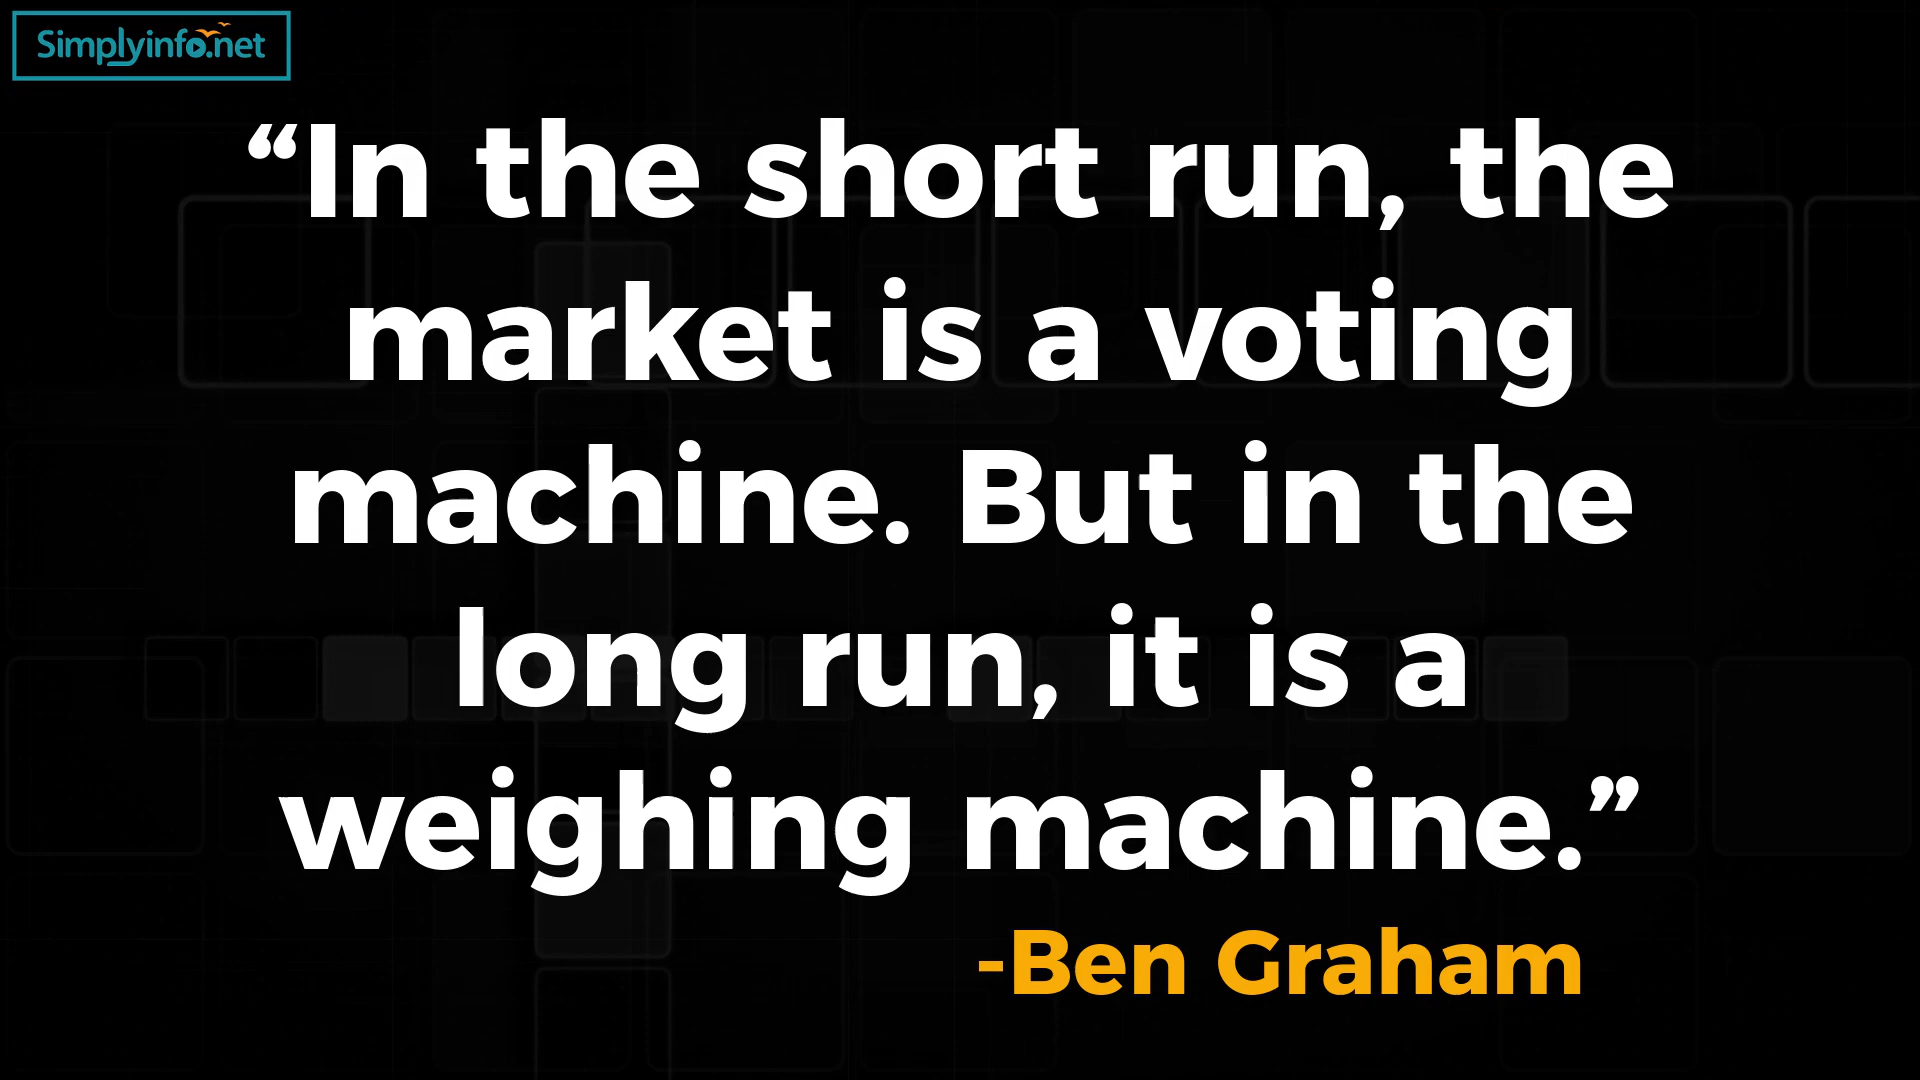 Simplyinfo.net
“In the short run, the
market is a voting
machine. But in the
long run, it is a
weighing machine.”
-Ben Graham